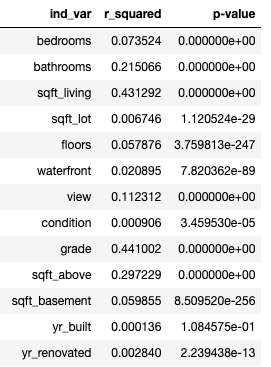 ind_var r_squared p-value
bedrooms 0.073524 0.000000e+00
bathrooms 0.215066 0.000000e+00
sqft_living 0.431292 0.000000e+00
sqft_lot 0.006746 1.120524e-29
floors 0.057876 3.759813e-247
waterfront 0.020895 7.820362e-89
view 0.112312 0.000000e+00
condition 0.000906 3.459530e-05
grade 0.441002 0.000000e+00
sqft_above 0.297229 0.000000e+00
sqft_basement 0.059855 8.509520e-256
yr_built 0.000136 1.084575e-01
yr_renovated 0.002840 2.239438e-13